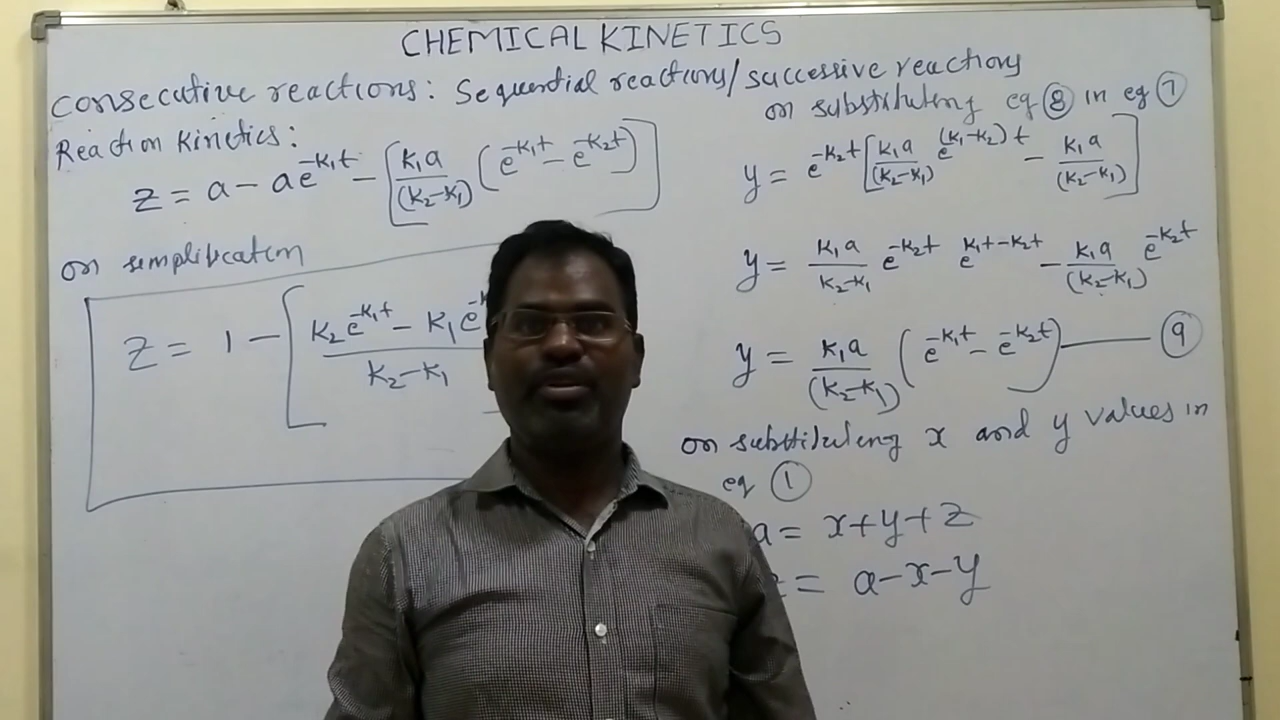 CHEMICAL KINETICS
Consecutive reactions: Sequential reactions/successive reactions
Reaction Kinetics:
z = a - ae^{-K₁t} - [K₁a/(K₂-K₁) (e^{-K₁t} - e^{-K₂t})]
on simplification
z = 1 - [K₂e^{-K₁t} - K₁e / K₂-K₁
on substituting eq ⑧ in eq ⑦
y = e^{-K₂t} [K₁a/(K₂-K₁) e^{(K₁-K₂)t} - K₁a/(K₂-K₁)]
y = K₁a/K₂-K₁ e^{-K₂t} e^{K₁t-K₂t} - K₁a/(K₂-K₁) e^{-K₂t}
y = K₁a/(K₂-K₁) (e^{-K₁t} - e^{-K₂t}) — ⑨
on substituting x and y values in
eq ①
a = x+y+z
z = a-x-y